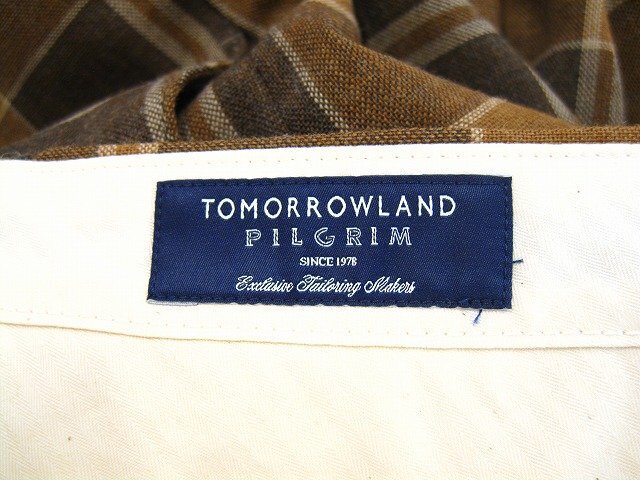 TOMORROWLAND
PILGRIM
SINCE 1978
Exclusive Tailoring Makers